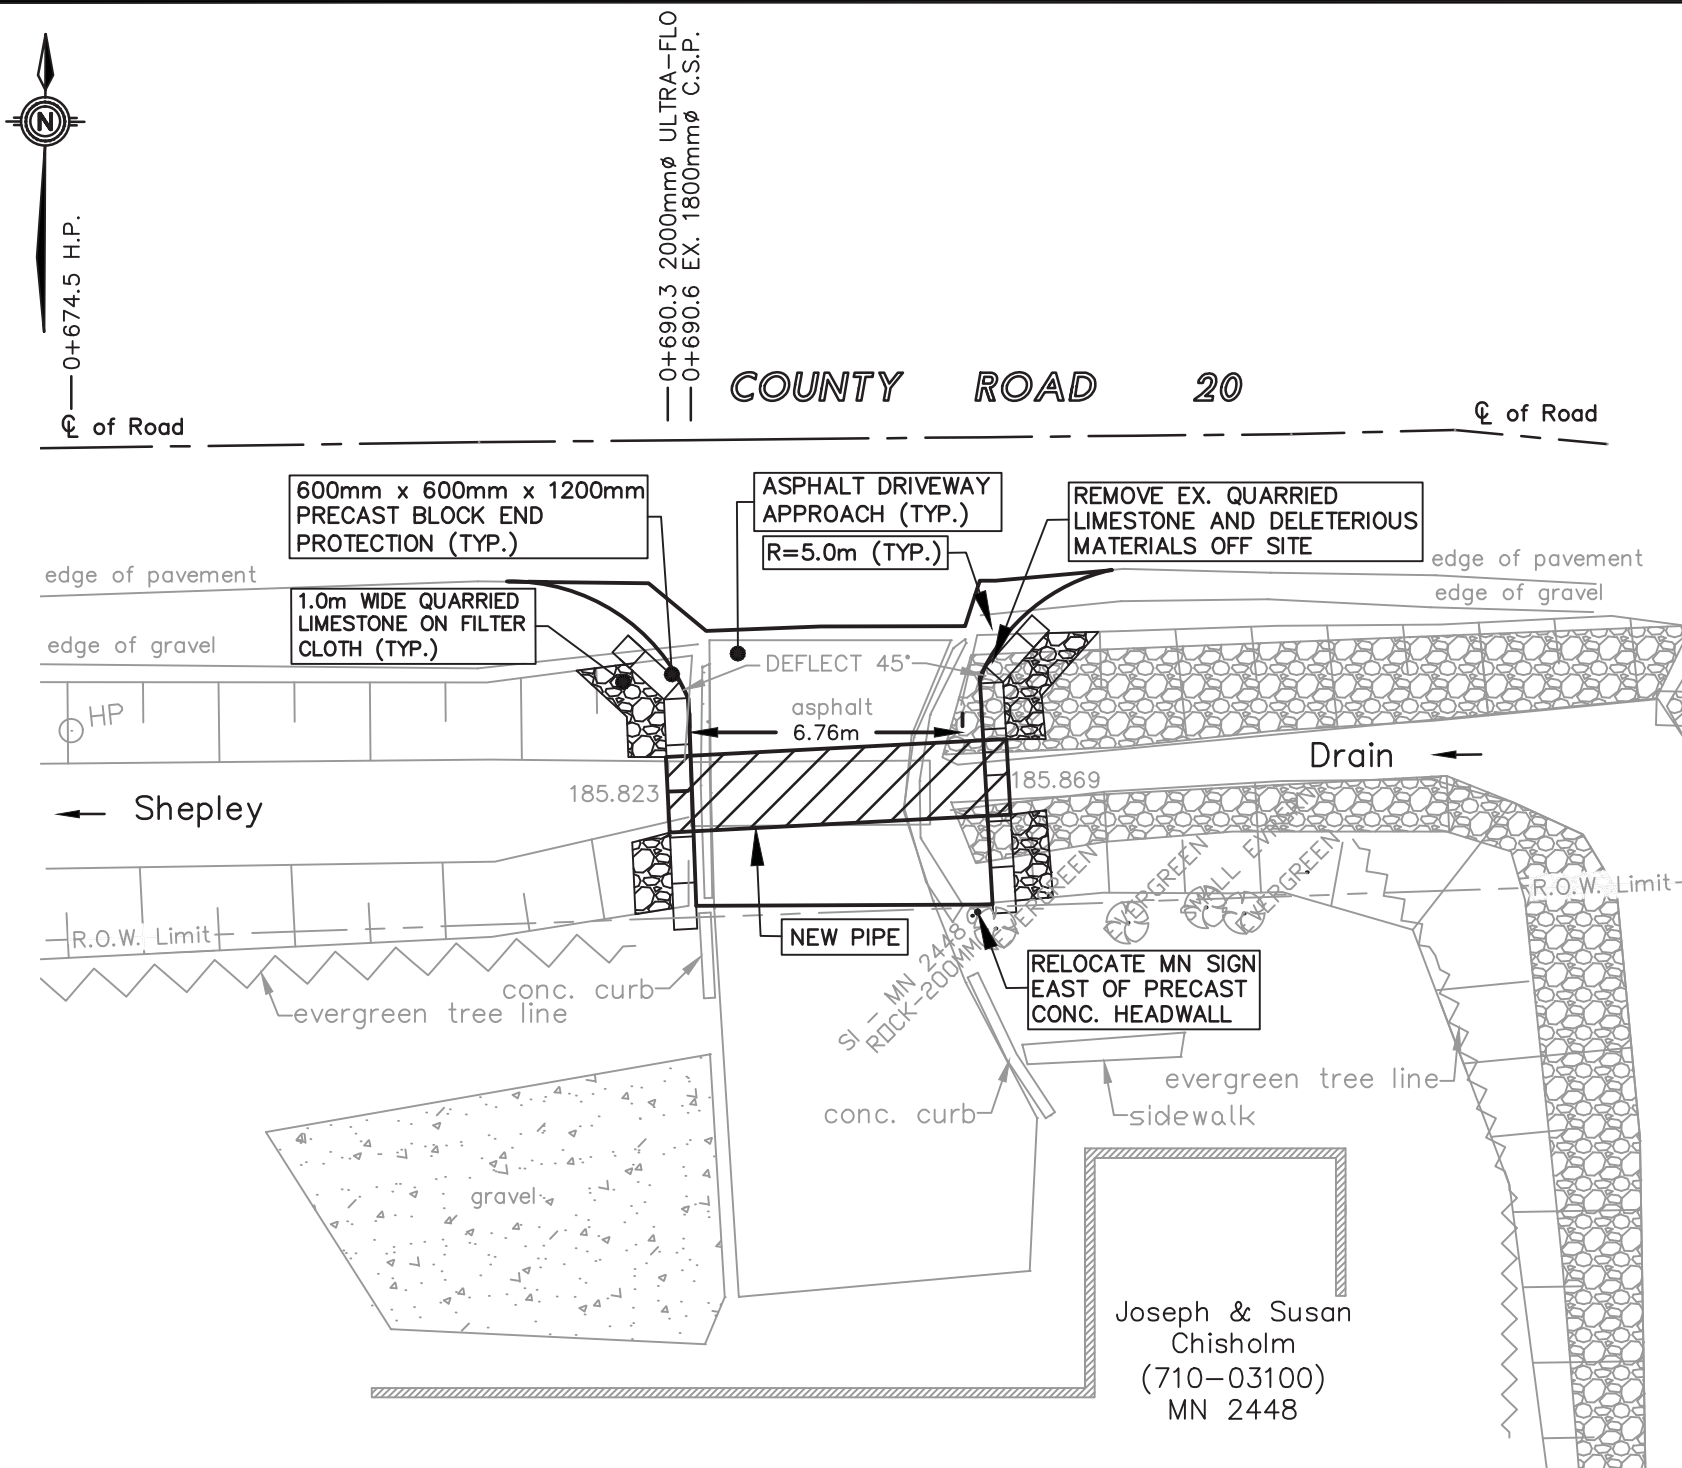 N
0+674.5 H.P.
0+690.3 2000mmø ULTRA-FLO
0+690.6 EX. 1800mmø C.S.P.
COUNTY ROAD 20
℄ of Road
℄ of Road
600mm x 600mm x 1200mm
PRECAST BLOCK END
PROTECTION (TYP.)
ASPHALT DRIVEWAY
APPROACH (TYP.)
R=5.0m (TYP.)
REMOVE EX. QUARRIED
LIMESTONE AND DELETERIOUS
MATERIALS OFF SITE
edge of pavement
edge of pavement
edge of gravel
1.0m WIDE QUARRIED
LIMESTONE ON FILTER
CLOTH (TYP.)
edge of gravel
DEFLECT 45°
HP
asphalt
6.76m
Drain
185.823
185.869
Shepley
EVERGREEN
EVERGREEN
SMALL EVERGREEN
R.O.W. Limit
R.O.W. Limit
NEW PIPE
SI - MN 2448
ROCK-200MM
RELOCATE MN SIGN
EAST OF PRECAST
CONC. HEADWALL
conc. curb
evergreen tree line
evergreen tree line
conc. curb
sidewalk
gravel
Joseph & Susan
Chisholm
(710-03100)
MN 2448